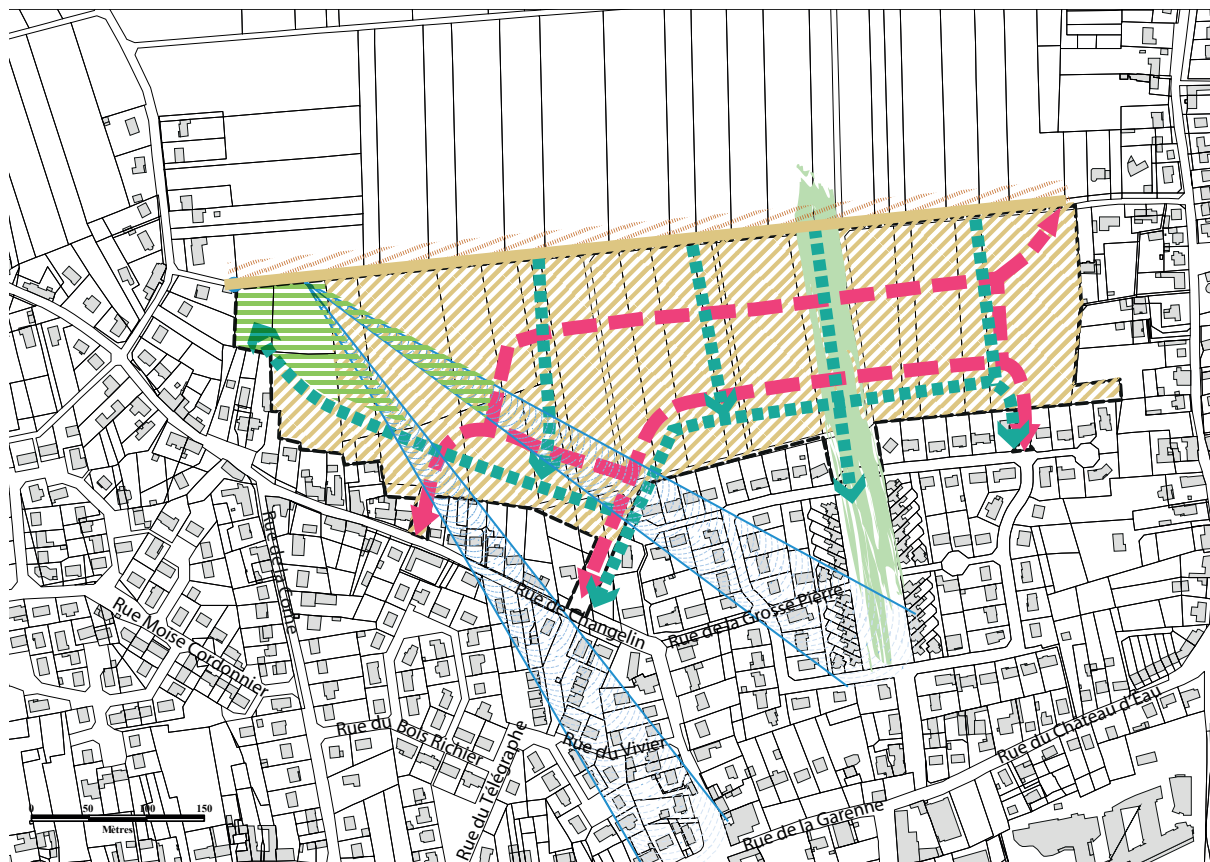 Rue de la Corne
Rue Moïse Cordonnier
Rue de Changelin
Rue de la Grosse Pierre
Rue du Bois Richier
Rue du Télégraphe
Rue du Vivier
Rue du Château d'Eau
Rue de la Garenne
0 50 100 150
Mètres